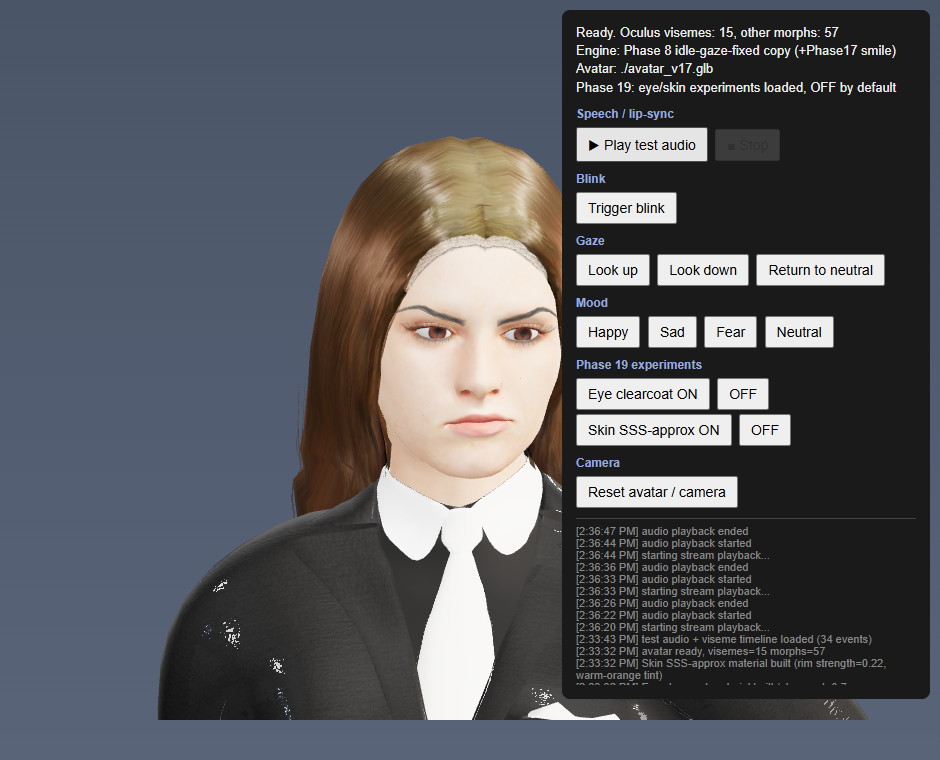 Ready. Oculus visemes: 15, other morphs: 57
Engine: Phase 8 idle-gaze-fixed copy (+Phase17 smile)
Avatar: ./avatar_v17.glb
Phase 19: eye/skin experiments loaded, OFF by default
Speech / lip-sync
▶ Play test audio ■ Stop
Blink
Trigger blink
Gaze
Look up Look down Return to neutral
Mood
Happy Sad Fear Neutral
Phase 19 experiments
Eye clearcoat ON OFF
Skin SSS-approx ON OFF
Camera
Reset avatar / camera
[2:36:47 PM] audio playback ended
[2:36:44 PM] audio playback started
[2:36:44 PM] starting stream playback...
[2:36:36 PM] audio playback ended
[2:36:33 PM] audio playback started
[2:36:33 PM] starting stream playback...
[2:36:26 PM] audio playback ended
[2:36:22 PM] audio playback started
[2:36:20 PM] starting stream playback...
[2:33:43 PM] test audio + viseme timeline loaded (34 events)
[2:33:32 PM] avatar ready, visemes=15 morphs=57
[2:33:32 PM] Skin SSS-approx material built (rim strength=0.22,
warm-orange tint)